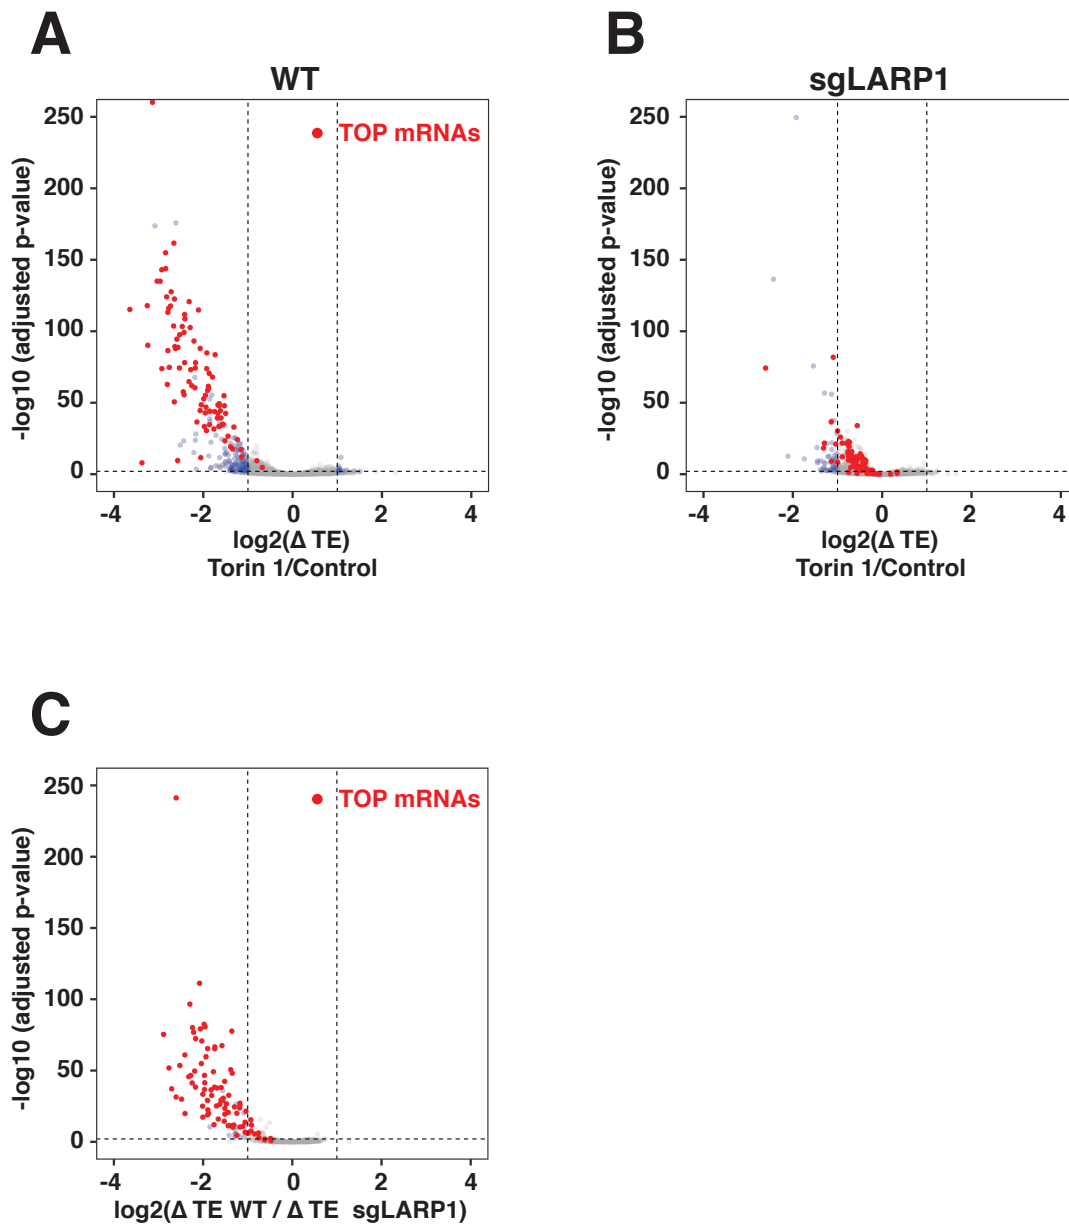 A
WT
TOP mRNAs
-log10 (adjusted p-value)
250
200
150
100
50
0
-4 -2 0 2 4
log2(Δ TE)
Torin 1/Control
B
sgLARP1
-log10 (adjusted p-value)
250
200
150
100
50
0
-4 -2 0 2 4
log2(Δ TE)
Torin 1/Control
C
TOP mRNAs
-log10 (adjusted p-value)
250
200
150
100
50
0
-4 -2 0 2 4
log2(Δ TE WT / Δ TE sgLARP1)